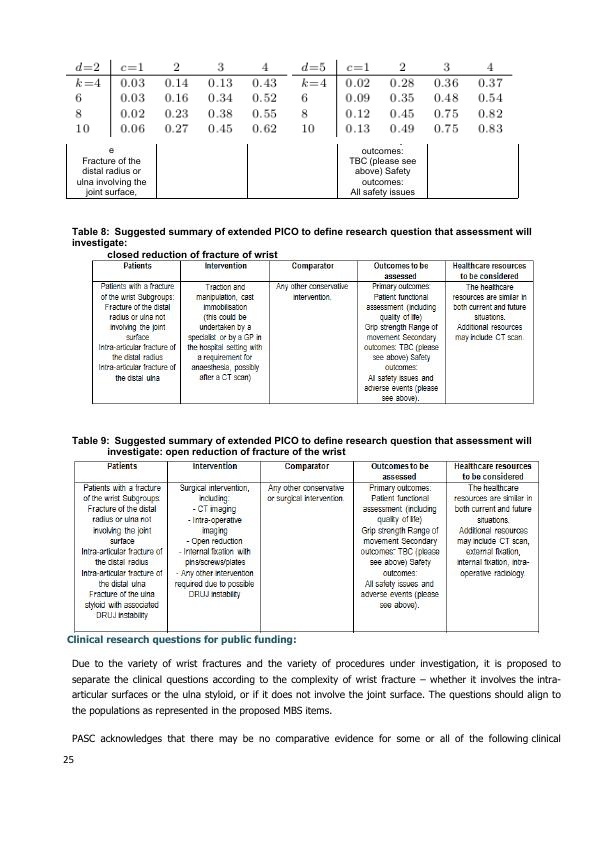 d=2 c=1 2 3 4 d=5 c=1 2 3 4
k=4 0.03 0.14 0.13 0.43 k=4 0.02 0.28 0.36 0.37
6 0.03 0.16 0.34 0.52 6 0.09 0.35 0.48 0.54
8 0.02 0.23 0.38 0.55 8 0.12 0.45 0.75 0.82
10 0.06 0.27 0.45 0.62 10 0.13 0.49 0.75 0.83
e
Fracture of the
distal radius or
ulna involving the
joint surface,
outcomes:
TBC (please see
above) Safety
outcomes:
All safety issues
Table 8: Suggested summary of extended PICO to define research question that assessment will
investigate:
closed reduction of fracture of wrist
Patients
Patients with a fracture
of the wrist Subgroups:
Fracture of the distal
radius or ulna not
involving the joint
surface
Intra-articular fracture of
the distal radius
Intra-articular fracture of
the distal ulna
Intervention
Traction and
manipulation, cast
immobilisation
(this could be
undertaken by a
specialist or by a GP in
the hospital setting with
a requirement for
anaesthesia, possibly
after a CT scan)
Comparator
Any other conservative
intervention.
Outcomes to be
assessed
Primary outcomes:
Patient functional
assessment (including
quality of life)
Grip strength Range of
movement Secondary
outcomes: TBC (please
see above) Safety
outcomes:
All safety issues and
adverse events (please
see above).
Healthcare resources
to be considered
The healthcare
resources are similar in
both current and future
situations.
Additional resources
may include CT scan.
Table 9: Suggested summary of extended PICO to define research question that assessment will
investigate: open reduction of fracture of the wrist
Patients
Patients with a fracture
of the wrist Subgroups:
Fracture of the distal
radius or ulna not
involving the joint
surface
Intra-articular fracture of
the distal radius
Intra-articular fracture of
the distal ulna
Fracture of the ulna
styloid with associated
DRUJ instability
Intervention
Surgical intervention,
including:
- CT imaging
- Intra-operative
imaging
- Open reduction
- Internal fixation with
pins/screws/plates
- Any other intervention
required due to possible
DRUJ instability
Comparator
Any other conservative
or surgical intervention.
Outcomes to be
assessed
Primary outcomes:
Patient functional
assessment (including
quality of life)
Grip strength Range of
movement Secondary
outcomes: TBC (please
see above) Safety
outcomes:
All safety issues and
adverse events (please
see above).
Healthcare resources
to be considered
The healthcare
resources are similar in
both current and future
situations.
Additional resources
may include CT scan,
external fixation,
internal fixation, intra-
operative radiology.
Clinical research questions for public funding:
Due to the variety of wrist fractures and the variety of procedures under investigation, it is proposed to
separate the clinical questions according to the complexity of wrist fracture – whether it involves the intra-
articular surfaces or the ulna styloid, or if it does not involve the joint surface. The questions should align to
the populations as represented in the proposed MBS items.
PASC acknowledges that there may be no comparative evidence for some or all of the following clinical
25